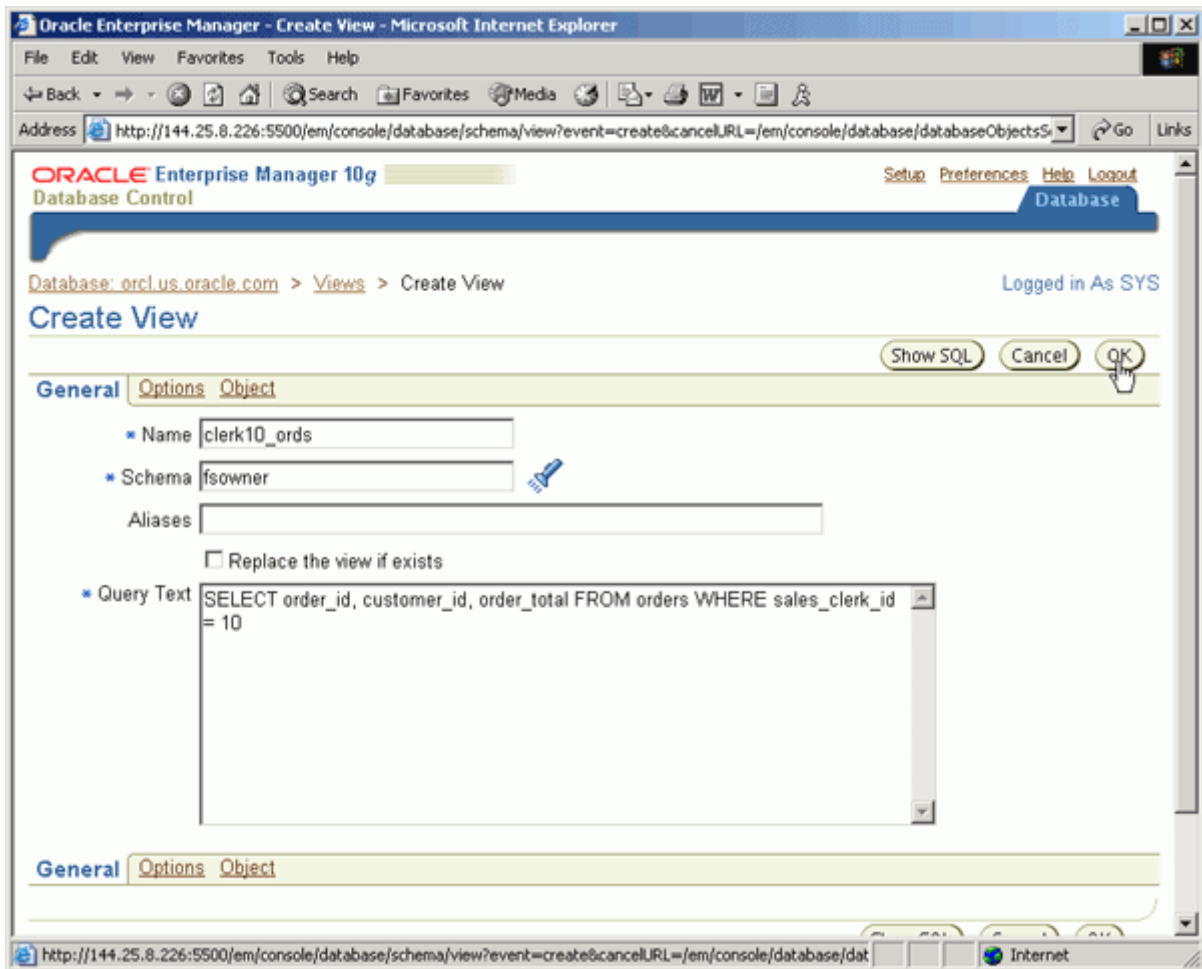 Oracle Enterprise Manager - Create View - Microsoft Internet Explorer
File Edit View Favorites Tools Help
Back Search Favorites Media
Address http://144.25.8.226:5500/em/console/database/schema/view?event=create&cancelURL=/em/console/database/databaseObjectsS Go Links
ORACLE Enterprise Manager 10g
Database Control
Setup Preferences Help Logout
Database
Database: orcl.us.oracle.com > Views > Create View
Logged in As SYS
Create View
Show SQL Cancel OK
General Options Object
* Name clerk10_ords
* Schema fsowner
Aliases
Replace the view if exists
* Query Text SELECT order_id, customer_id, order_total FROM orders WHERE sales_clerk_id
= 10
General Options Object
http://144.25.8.226:5500/em/console/database/schema/view?event=create&cancelURL=/em/console/database/dat Internet